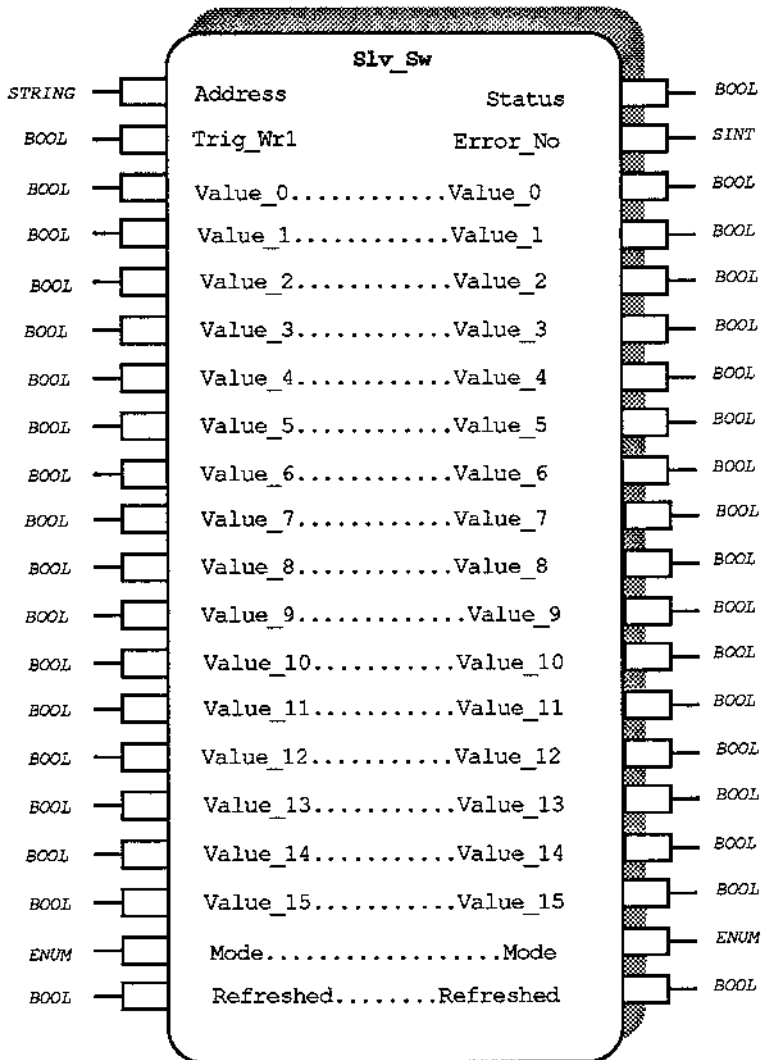 Slv_Sw
STRING Address Status BOOL
BOOL Trig_Wr1 Error_No SINT
BOOL Value_0............Value_0 BOOL
BOOL Value_1............Value_1 BOOL
BOOL Value_2............Value_2 BOOL
BOOL Value_3............Value_3 BOOL
BOOL Value_4............Value_4 BOOL
BOOL Value_5............Value_5 BOOL
BOOL Value_6............Value_6 BOOL
BOOL Value_7............Value_7 BOOL
BOOL Value_8............Value_8 BOOL
BOOL Value_9.............Value_9 BOOL
BOOL Value_10...........Value_10 BOOL
BOOL Value_11...........Value_11 BOOL
BOOL Value_12...........Value_12 BOOL
BOOL Value_13...........Value_13 BOOL
BOOL Value_14...........Value_14 BOOL
BOOL Value_15...........Value_15 BOOL
ENUM Mode..................Mode ENUM
BOOL Refreshed........Refreshed BOOL